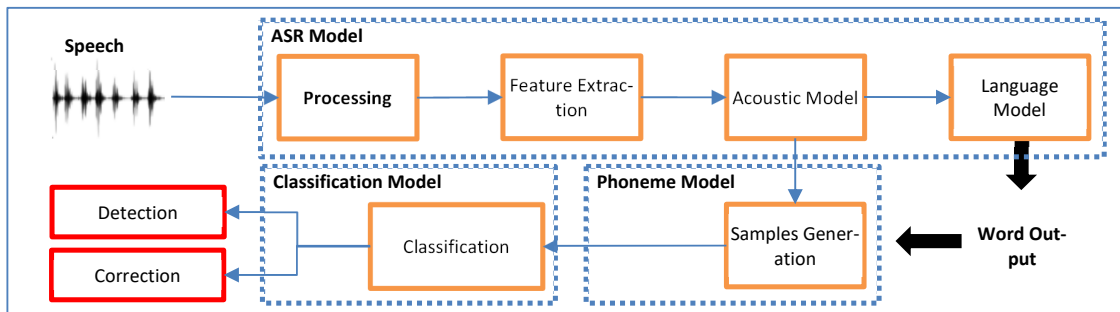 ASR Model
Speech
Processing
Feature Extrac-
tion
Acoustic Model
Language
Model
Classification Model
Phoneme Model
Detection
Correction
Classification
Samples Gener-
ation
Word Out-
put